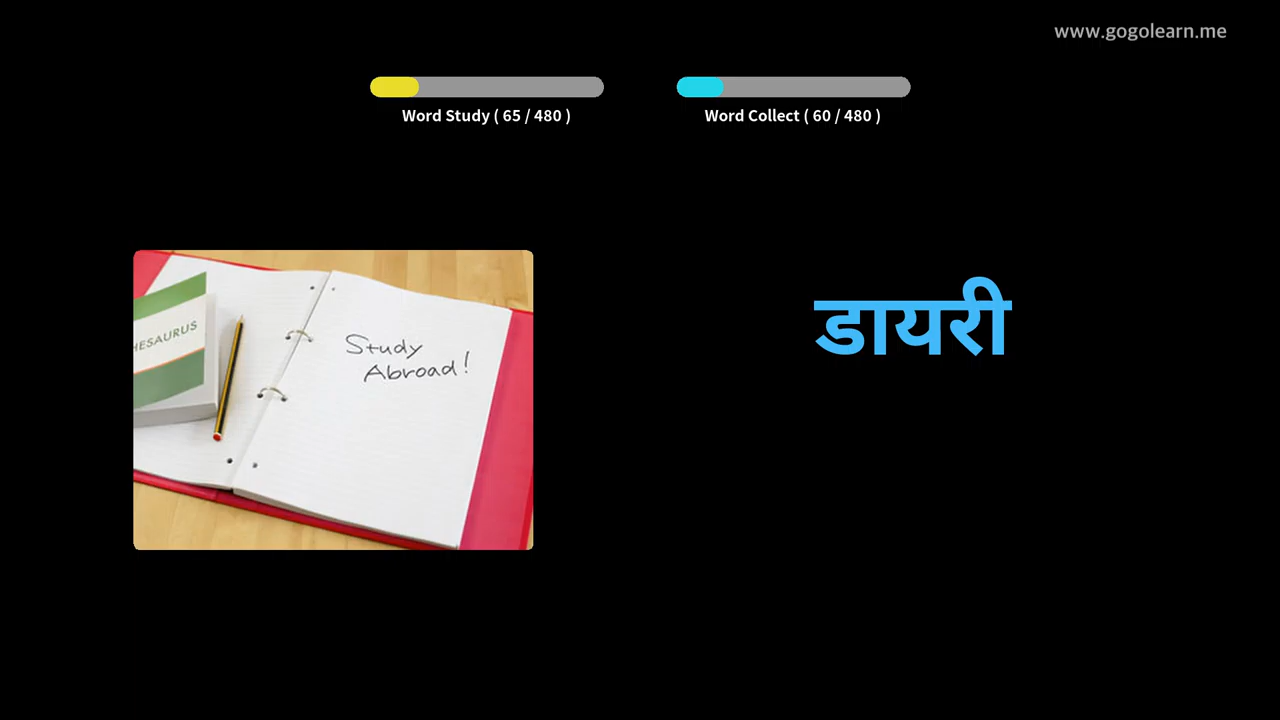 www.gogolearn.me
Word Study ( 65 / 480 )
Word Collect ( 60 / 480 )
HESAURUS
Study
Abroad!
डायरी